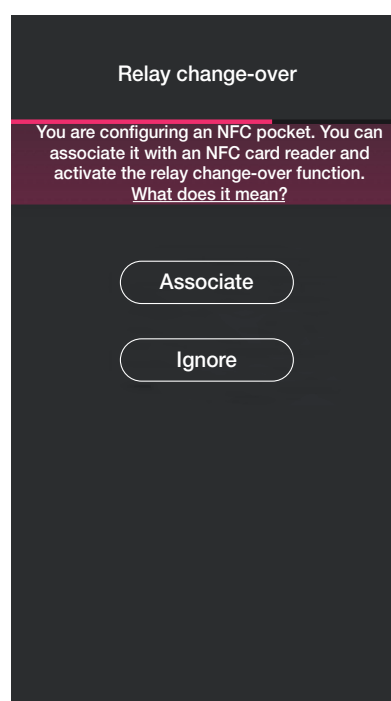 Relay change-over
You are configuring an NFC pocket. You can
associate it with an NFC card reader and
activate the relay change-over function.
What does it mean?
Associate
Ignore